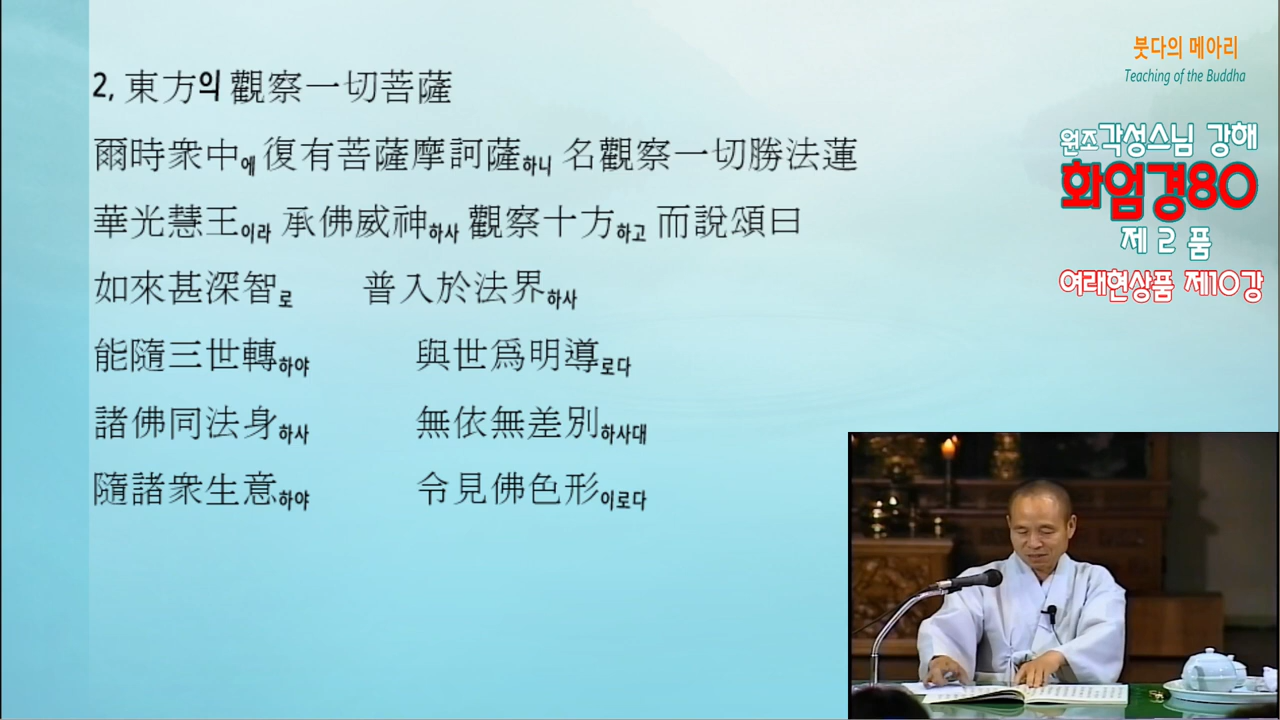 2, 東方의 觀察一切菩薩
爾時衆中에 復有菩薩摩訶薩하니 名觀察一切勝法蓮
華光慧王이라 承佛威神하사 觀察十方하고 而說頌曰
如來甚深智로 普入於法界하사
能隨三世轉하야 與世爲明導로다
諸佛同法身하사 無依無差別하사대
隨諸衆生意하야 令見佛色形이로다
붓다의 메아리
Teaching of the Buddha
원조각성스님 강해
화엄경80
제 2 품
여래현상품 제10강